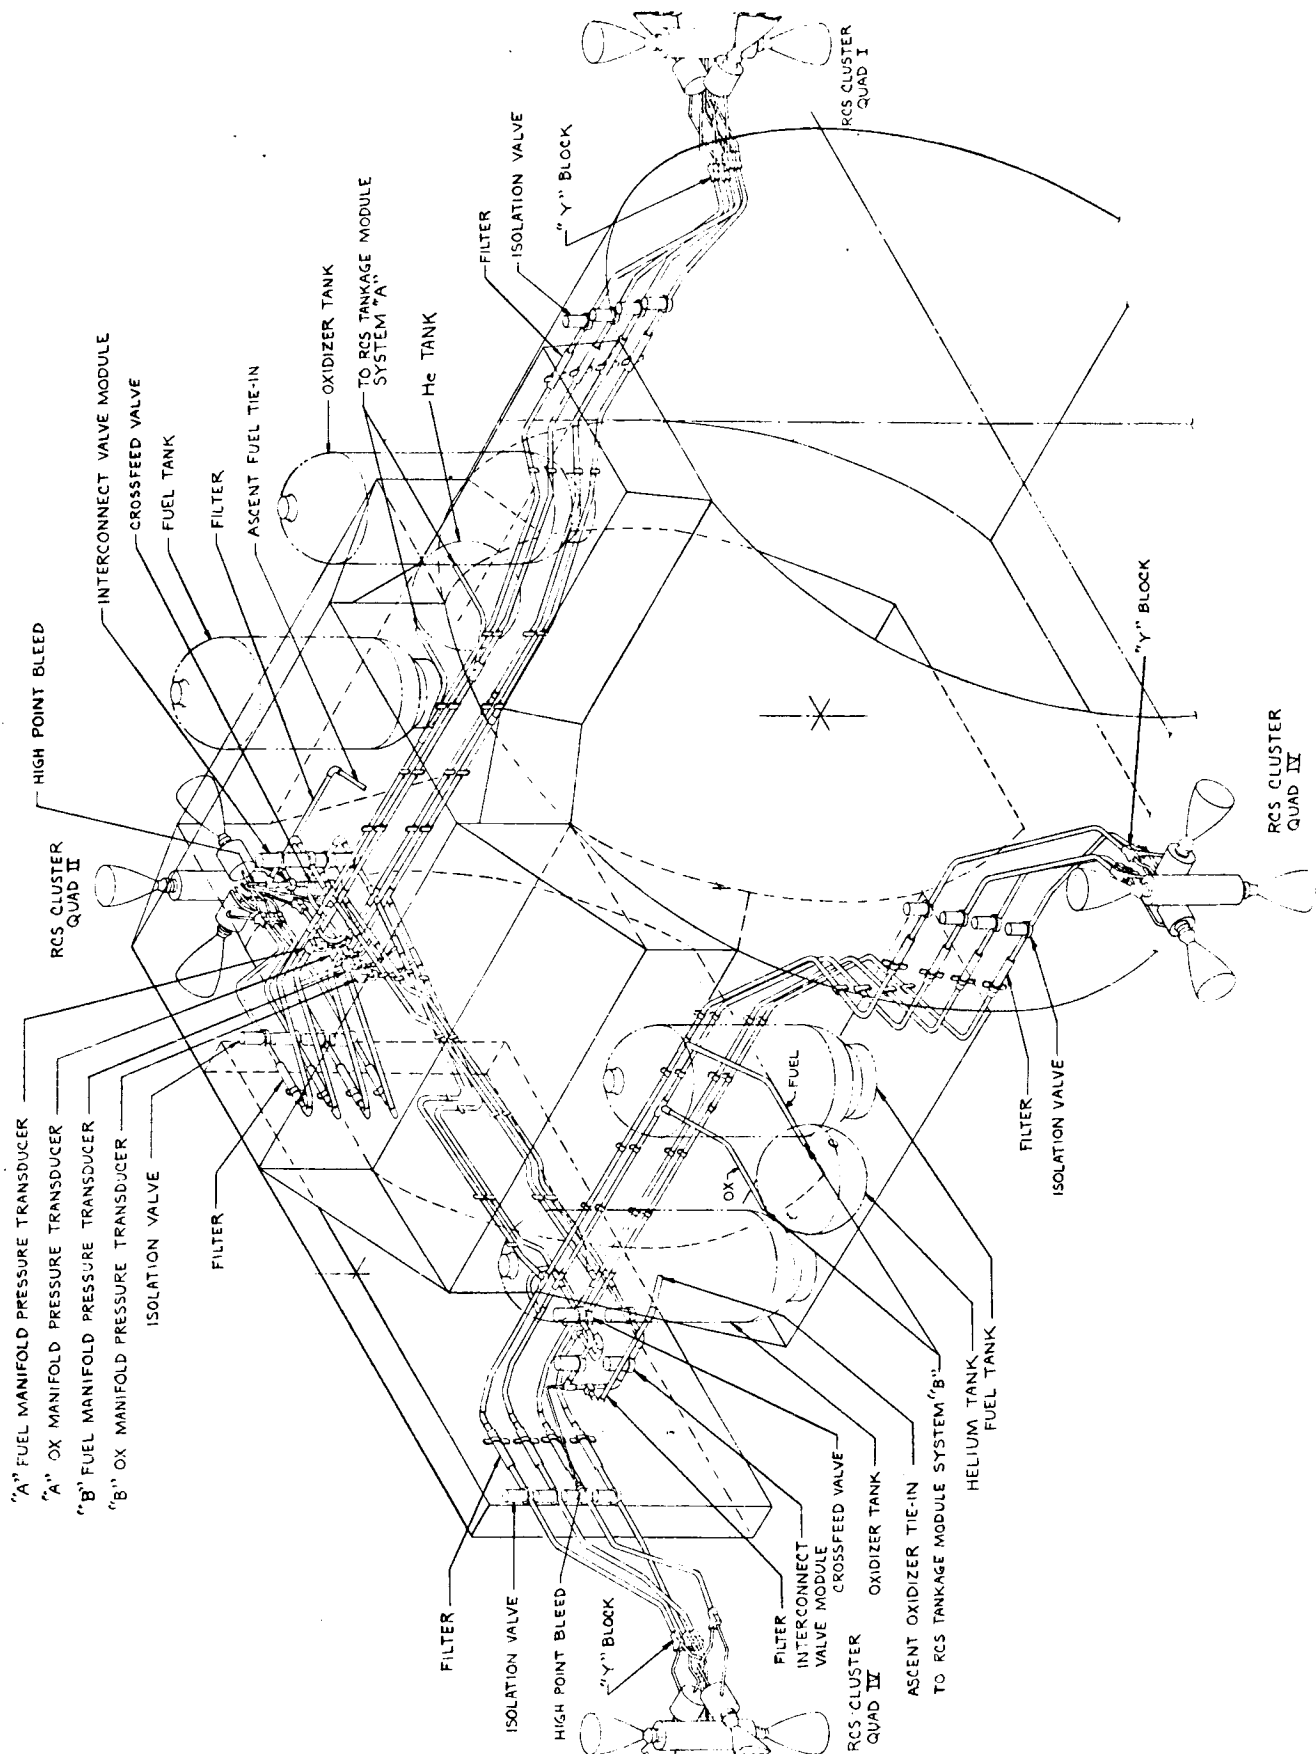 "A" FUEL MANIFOLD PRESSURE TRANSDUCER
"A" OX MANIFOLD PRESSURE TRANSDUCER
"B" FUEL MANIFOLD PRESSURE TRANSDUCER
"B" OX MANIFOLD PRESSURE TRANSDUCER
ISOLATION VALVE
FILTER
RCS CLUSTER
QUAD II
HIGH POINT BLEED
INTERCONNECT VALVE MODULE
CROSSFEED VALVE
FUEL TANK
FILTER
ASCENT FUEL TIE-IN
OXIDIZER TANK
TO RCS TANKAGE MODULE
SYSTEM "A"
He TANK
FILTER
ISOLATION VALVE
"Y" BLOCK
RCS CLUSTER
QUAD I
FILTER
ISOLATION VALVE
HIGH POINT BLEED
"Y" BLOCK
FILTER
INTERCONNECT
VALVE MODULE
CROSSFEED VALVE
RCS CLUSTER
QUAD IV
OXIDIZER TANK
ASCENT OXIDIZER TIE-IN
TO RCS TANKAGE MODULE SYSTEM "B"
HELIUM TANK
FUEL TANK
OX
FUEL
FILTER
ISOLATION VALVE
"Y" BLOCK
RCS CLUSTER
QUAD IV